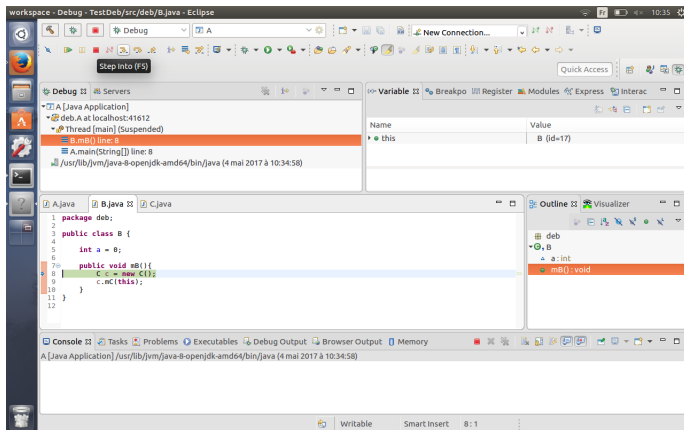 workspace - Debug - TestDeb/src/deb/B.java - Eclipse
Fr
10:35
Debug
A
New Connection...
Step Into (F5)
Quick Access
Debug
Servers
A [Java Application]
deb.A at localhost:41612
Thread [main] (Suspended)
B.mB() line: 8
A.main(String[]) line: 8
/usr/lib/jvm/java-8-openjdk-amd64/bin/java (4 mai 2017 à 10:34:58)
(x)= Variable
Breakpo
Register
Modules
Express
Interac
Name
Value
this
B (id=17)
A.java
B.java
C.java
1 package deb;
2
3 public class B {
4
5 int a = 0;
6
7 public void mB(){
8 C c = new C();
9 c.mC(this);
10 }
11 }
12
Outline
Visualizer
deb
B
a : int
mB() : void
Console
Tasks
Problems
Executables
Debug Output
Browser Output
Memory
A [Java Application] /usr/lib/jvm/java-8-openjdk-amd64/bin/java (4 mai 2017 à 10:34:58)
Writable
Smart Insert
8 : 1